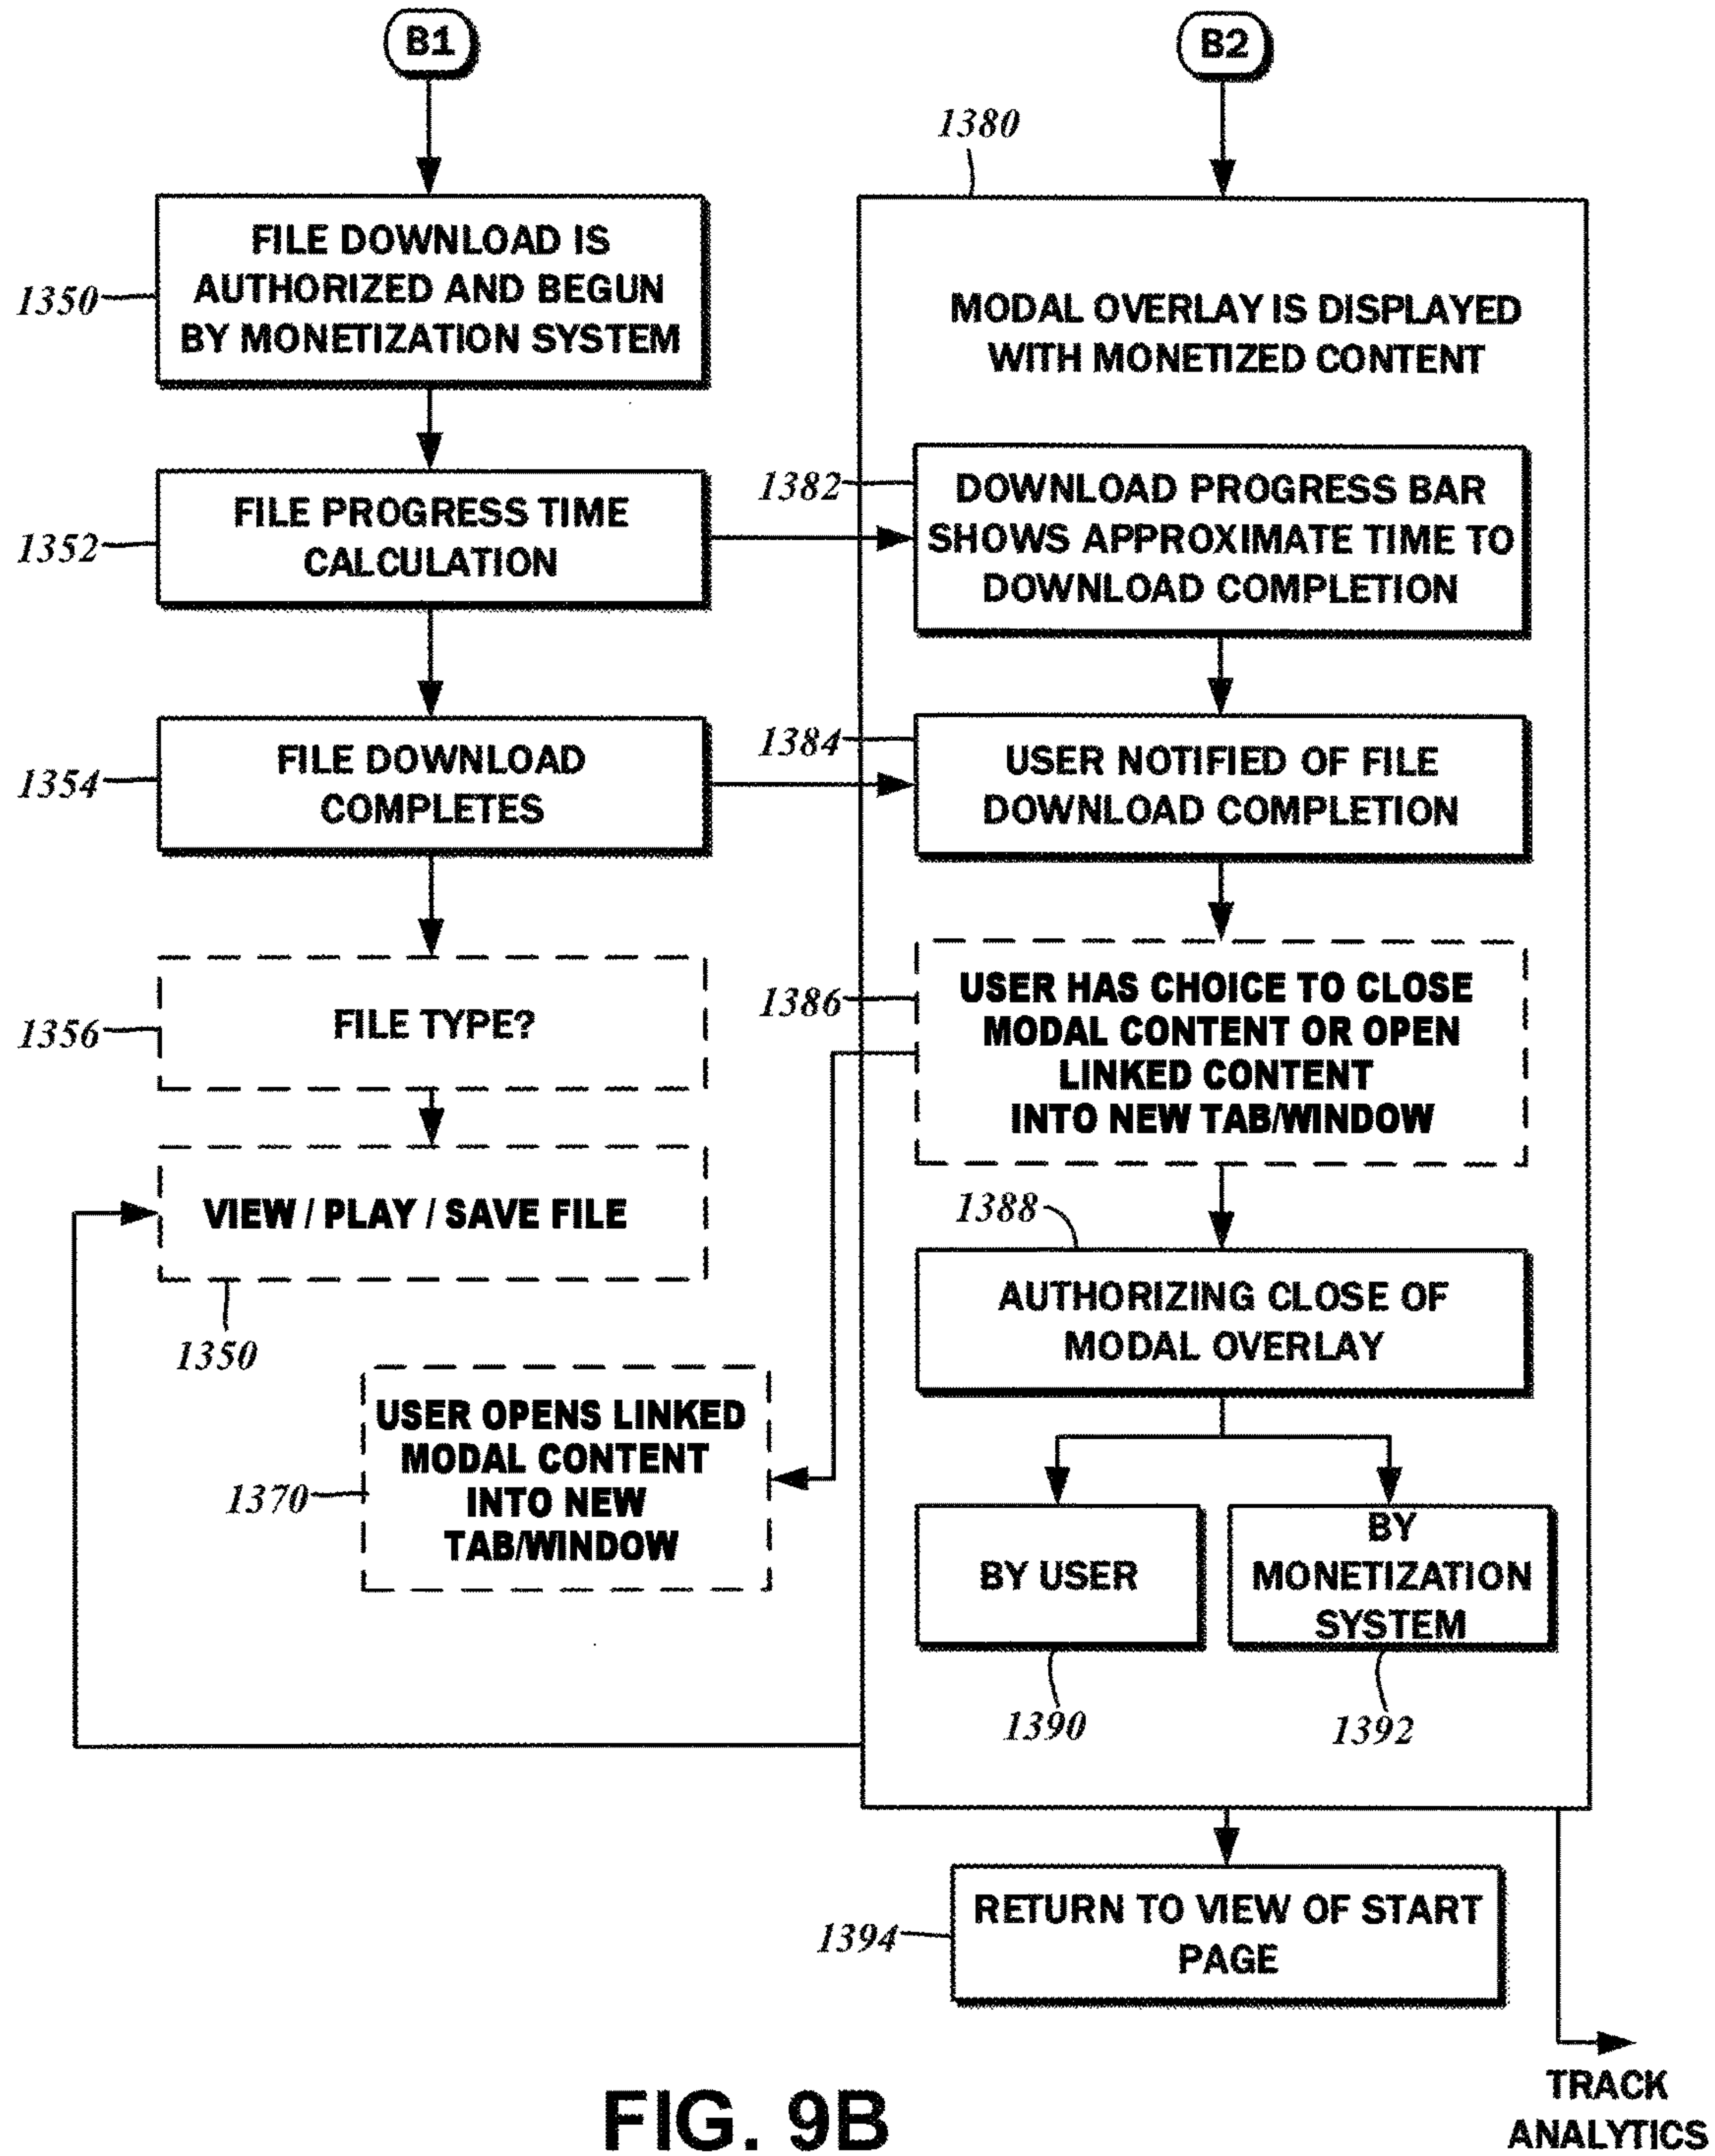 B1
B2
1380
FILE DOWNLOAD IS
AUTHORIZED AND BEGUN
BY MONETIZATION SYSTEM
1350
MODAL OVERLAY IS DISPLAYED
WITH MONETIZED CONTENT
FILE PROGRESS TIME
CALCULATION
1352
1382
DOWNLOAD PROGRESS BAR
SHOWS APPROXIMATE TIME TO
DOWNLOAD COMPLETION
FILE DOWNLOAD
COMPLETES
1354
1384
USER NOTIFIED OF FILE
DOWNLOAD COMPLETION
FILE TYPE?
1356
1386
USER HAS CHOICE TO CLOSE
MODAL CONTENT OR OPEN
LINKED CONTENT
INTO NEW TAB/WINDOW
VIEW / PLAY / SAVE FILE
1350
1388
AUTHORIZING CLOSE OF
MODAL OVERLAY
USER OPENS LINKED
MODAL CONTENT
INTO NEW
TAB/WINDOW
1370
BY USER
1390
BY
MONETIZATION
SYSTEM
1392
RETURN TO VIEW OF START
PAGE
1394
TRACK
ANALYTICS
FIG. 9B